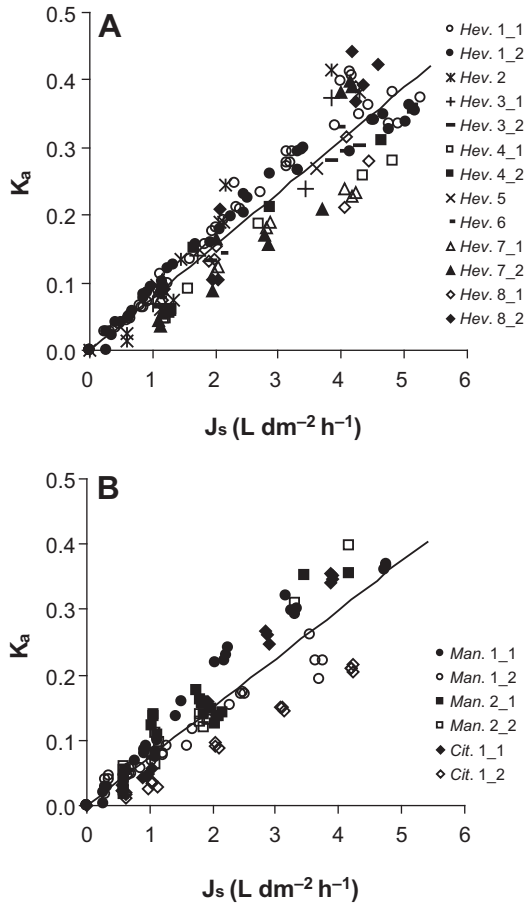 A
0.5
0.4
0.3
0.2
0.1
0.0
Kₐ
0 1 2 3 4 5 6
Jₛ (L dm⁻² h⁻¹)
Hev. 1_1
Hev. 1_2
Hev. 2
Hev. 3_1
Hev. 3_2
Hev. 4_1
Hev. 4_2
Hev. 5
Hev. 6
Hev. 7_1
Hev. 7_2
Hev. 8_1
Hev. 8_2
B
0.5
0.4
0.3
0.2
0.1
0.0
Kₐ
0 1 2 3 4 5 6
Jₛ (L dm⁻² h⁻¹)
Man. 1_1
Man. 1_2
Man. 2_1
Man. 2_2
Cit. 1_1
Cit. 1_2